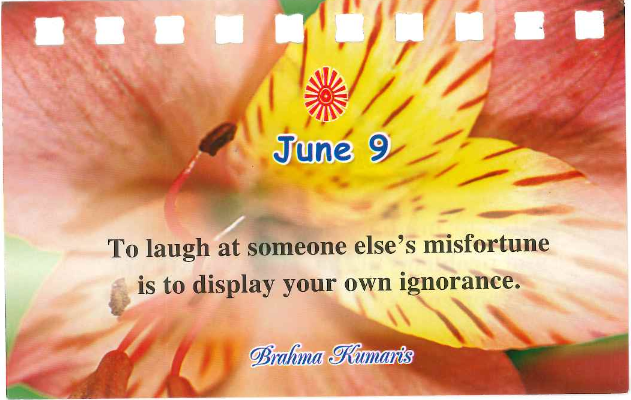 June 9
To laugh at someone else's misfortune
is to display your own ignorance.
Brahma Kumaris